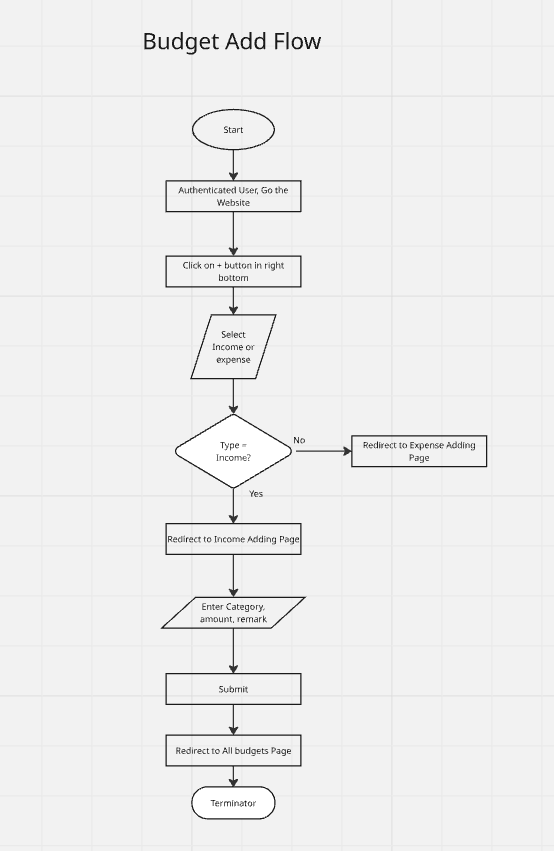 Budget Add Flow
Start
Authenticated User, Go the
Website
Click on + button in right
bottom
Select
Income or
expense
Type =
Income?
No
Redirect to Expense Adding
Page
Yes
Redirect to Income Adding Page
Enter Category,
amount, remark
Submit
Redirect to All budgets Page
Terminator